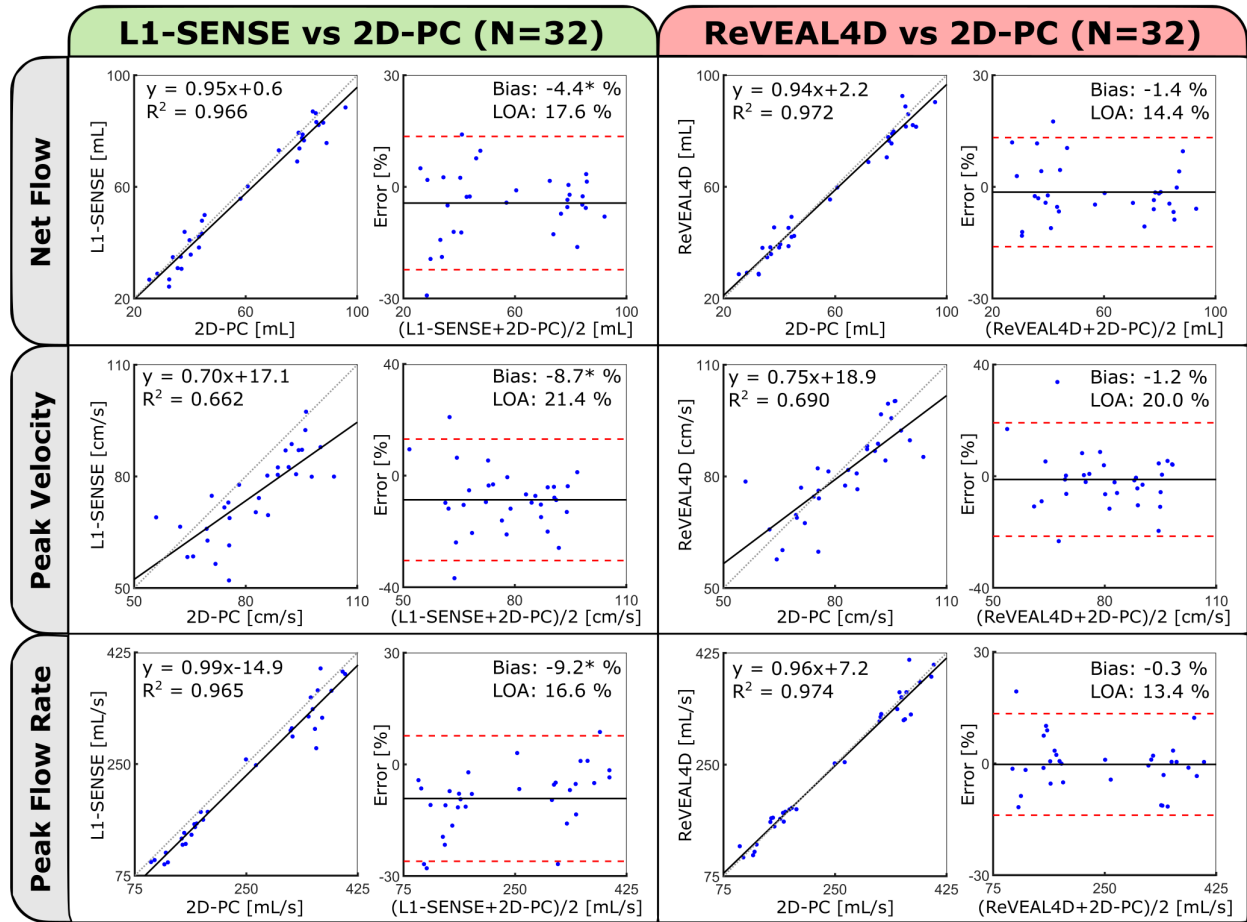 L1-SENSE vs 2D-PC (N=32)
ReVEAL4D vs 2D-PC (N=32)
Net Flow
y = 0.95x+0.6
R² = 0.966
L1-SENSE [mL]
100
60
20
20 60 100
2D-PC [mL]
Bias: -4.4* %
LOA: 17.6 %
Error [%]
30
0
-30
20 60 100
(L1-SENSE+2D-PC)/2 [mL]
y = 0.94x+2.2
R² = 0.972
ReVEAL4D [mL]
100
60
20
20 60 100
2D-PC [mL]
Bias: -1.4 %
LOA: 14.4 %
Error [%]
30
0
-30
20 60 100
(ReVEAL4D+2D-PC)/2 [mL]
Peak Velocity
y = 0.70x+17.1
R² = 0.662
L1-SENSE [cm/s]
110
80
50
50 80 110
2D-PC [cm/s]
Bias: -8.7* %
LOA: 21.4 %
Error [%]
40
0
-40
50 80 110
(L1-SENSE+2D-PC)/2 [cm/s]
y = 0.75x+18.9
R² = 0.690
ReVEAL4D [cm/s]
110
80
50
50 80 110
2D-PC [cm/s]
Bias: -1.2 %
LOA: 20.0 %
Error [%]
40
0
-40
50 80 110
(ReVEAL4D+2D-PC)/2 [cm/s]
Peak Flow Rate
y = 0.99x-14.9
R² = 0.965
L1-SENSE [mL/s]
425
250
75
75 250 425
2D-PC [mL/s]
Bias: -9.2* %
LOA: 16.6 %
Error [%]
30
0
-30
75 250 425
(L1-SENSE+2D-PC)/2 [mL/s]
y = 0.96x+7.2
R² = 0.974
ReVEAL4D [mL/s]
425
250
75
75 250 425
2D-PC [mL/s]
Bias: -0.3 %
LOA: 13.4 %
Error [%]
30
0
-30
75 250 425
(ReVEAL4D+2D-PC)/2 [mL/s]